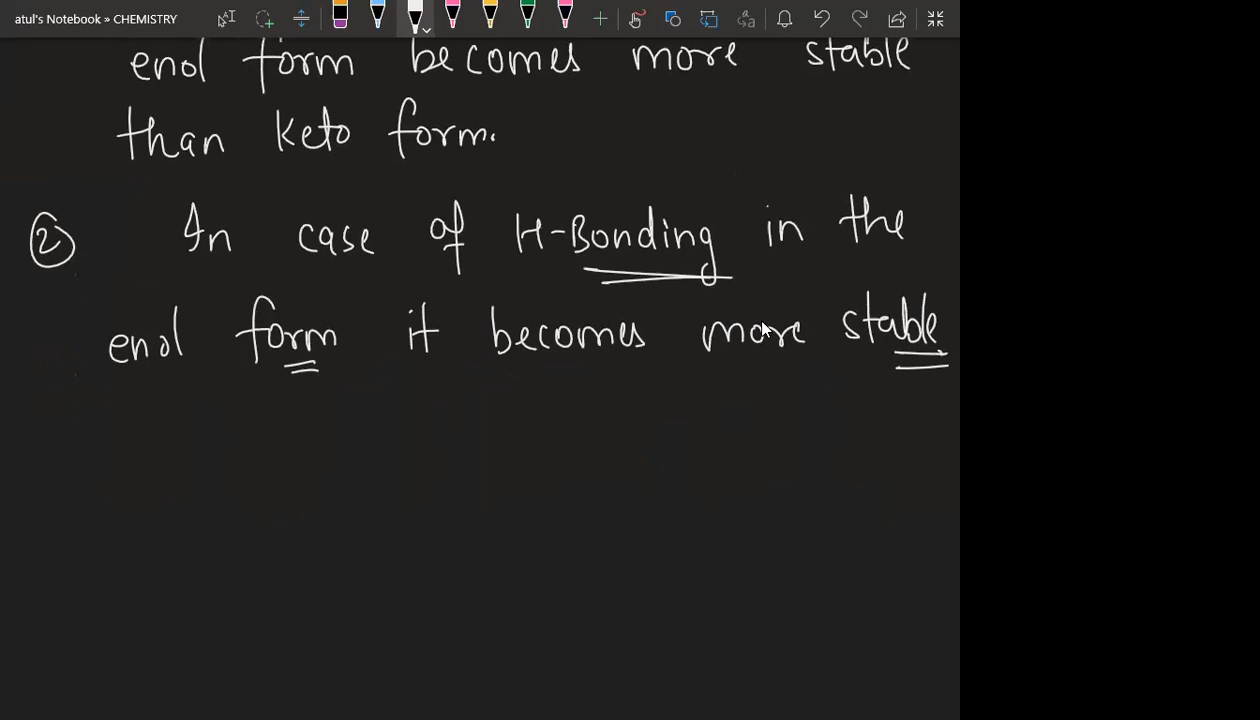 atul's Notebook » CHEMISTRY
enol form becomes more stable
than keto form.
2 In case of H-Bonding in the
enol form it becomes more stable